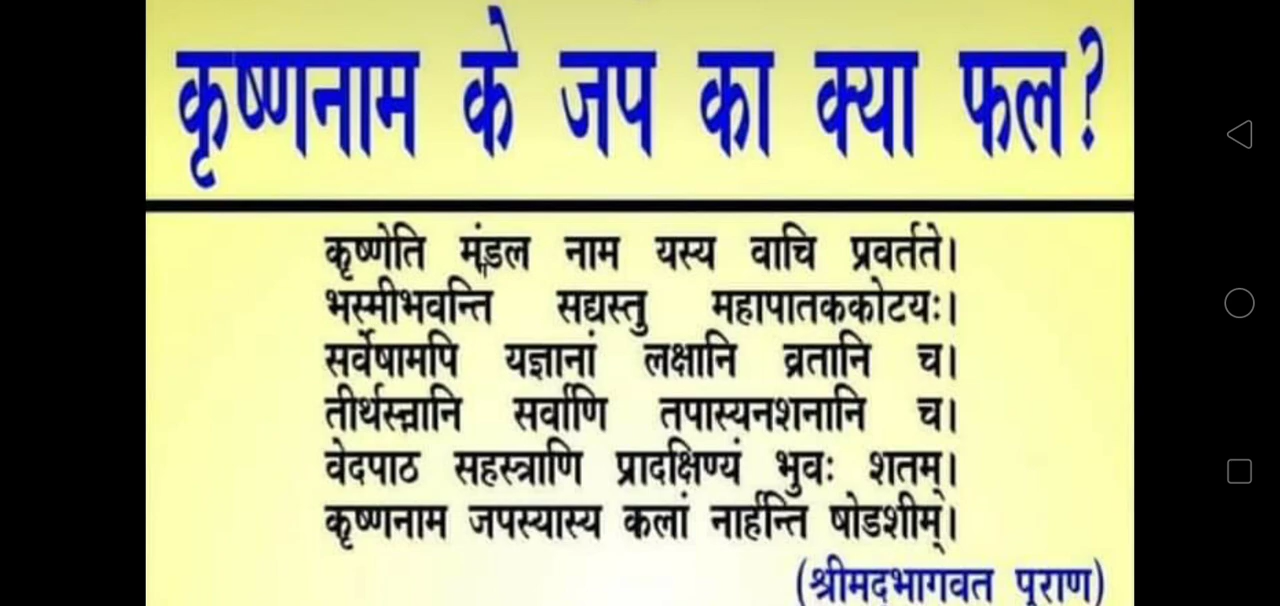 कृष्णनाम के जप का क्या फल?
कृष्णेति मंड़ल नाम यस्य वाचि प्रवर्तते।
भस्मीभवन्ति सद्यस्तु महापातककोटयः।
सर्वेषामपि यज्ञानां लक्षानि व्रतानि च।
तीर्थस्न्नानि सर्वाणि तपास्यनशनानि च।
वेदपाठ सहस्त्राणि प्रादक्षिण्यं भुवः शतम्।
कृष्णनाम जपस्यास्य कलां नार्हन्ति षोडशीम्।
(श्रीमदभागवत पुराण)